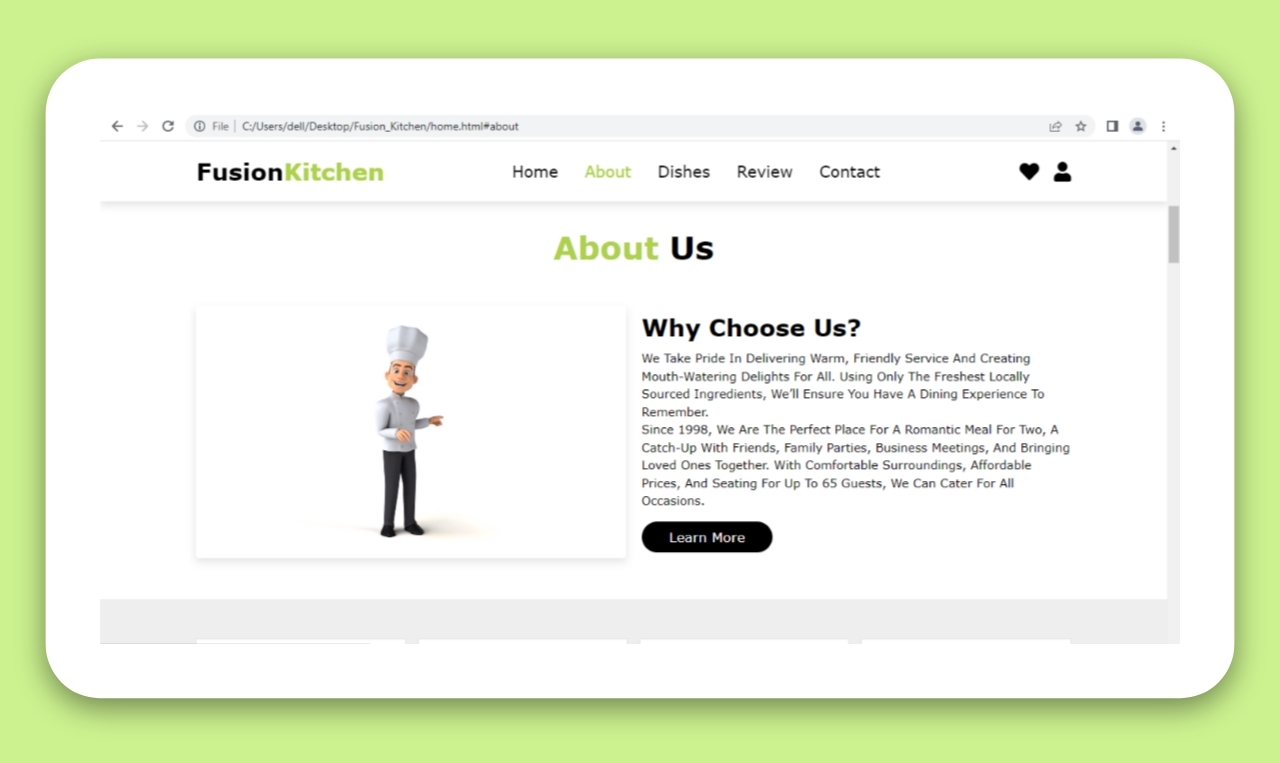 File | C:/Users/dell/Desktop/Fusion_Kitchen/home.html#about
FusionKitchen Home About Dishes Review Contact
About Us
Why Choose Us?
We Take Pride In Delivering Warm, Friendly Service And Creating
Mouth-Watering Delights For All. Using Only The Freshest Locally
Sourced Ingredients, We’ll Ensure You Have A Dining Experience To
Remember.
Since 1998, We Are The Perfect Place For A Romantic Meal For Two, A
Catch-Up With Friends, Family Parties, Business Meetings, And Bringing
Loved Ones Together. With Comfortable Surroundings, Affordable
Prices, And Seating For Up To 65 Guests, We Can Cater For All
Occasions.
Learn More